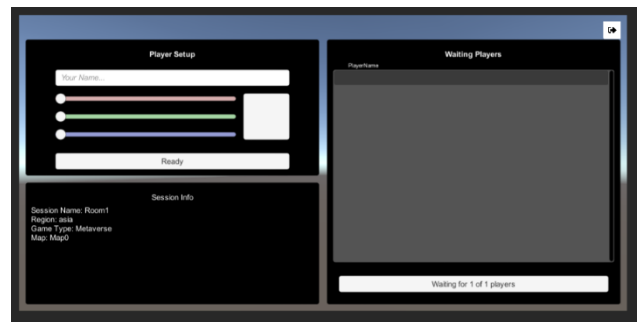 Player Setup
Your Name...
Ready
Session Info
Session Name: Room1
Region: asia
Game Type: Metaverse
Map: Map0
Waiting Players
PlayerName
Waiting for 1 of 1 players